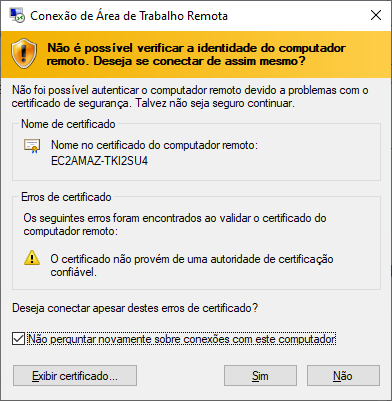 Conexão de Área de Trabalho Remota
Não é possível verificar a identidade do computador
remoto. Deseja se conectar de assim mesmo?
Não foi possível autenticar o computador remoto devido a problemas com o
certificado de segurança. Talvez não seja seguro continuar.
Nome de certificado
Nome no certificado do computador remoto:
EC2AMAZ-TKI2SU4
Erros de certificado
Os seguintes erros foram encontrados ao validar o certificado do
computador remoto:
O certificado não provém de uma autoridade de certificação
confiável.
Deseja conectar apesar destes erros de certificado?
Não perguntar novamente sobre conexões com este computador
Exibir certificado...
Sim
Não